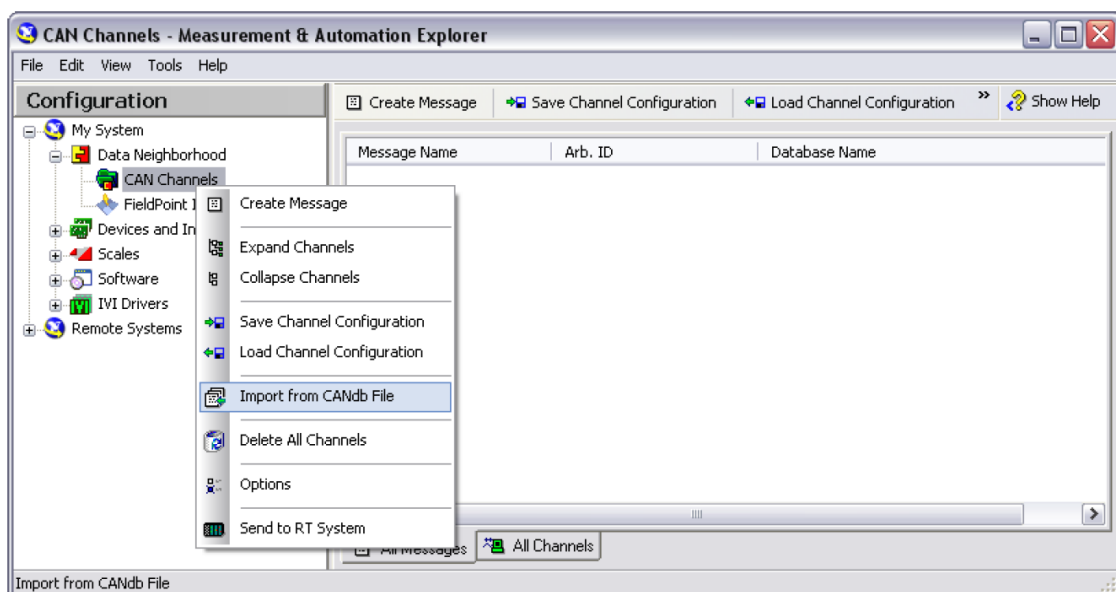 CAN Channels - Measurement & Automation Explorer
File Edit View Tools Help
Configuration
Create Message
Save Channel Configuration
Load Channel Configuration
»
Show Help
My System
Data Neighborhood
CAN Channels
FieldPoint
Devices and
Scales
Software
IVI Drivers
Remote Systems
Message Name
Arb. ID
Database Name
Create Message
Expand Channels
Collapse Channels
Save Channel Configuration
Load Channel Configuration
Import from CANdb File
Delete All Channels
Options
Send to RT System
All Messages
All Channels
Import from CANdb File